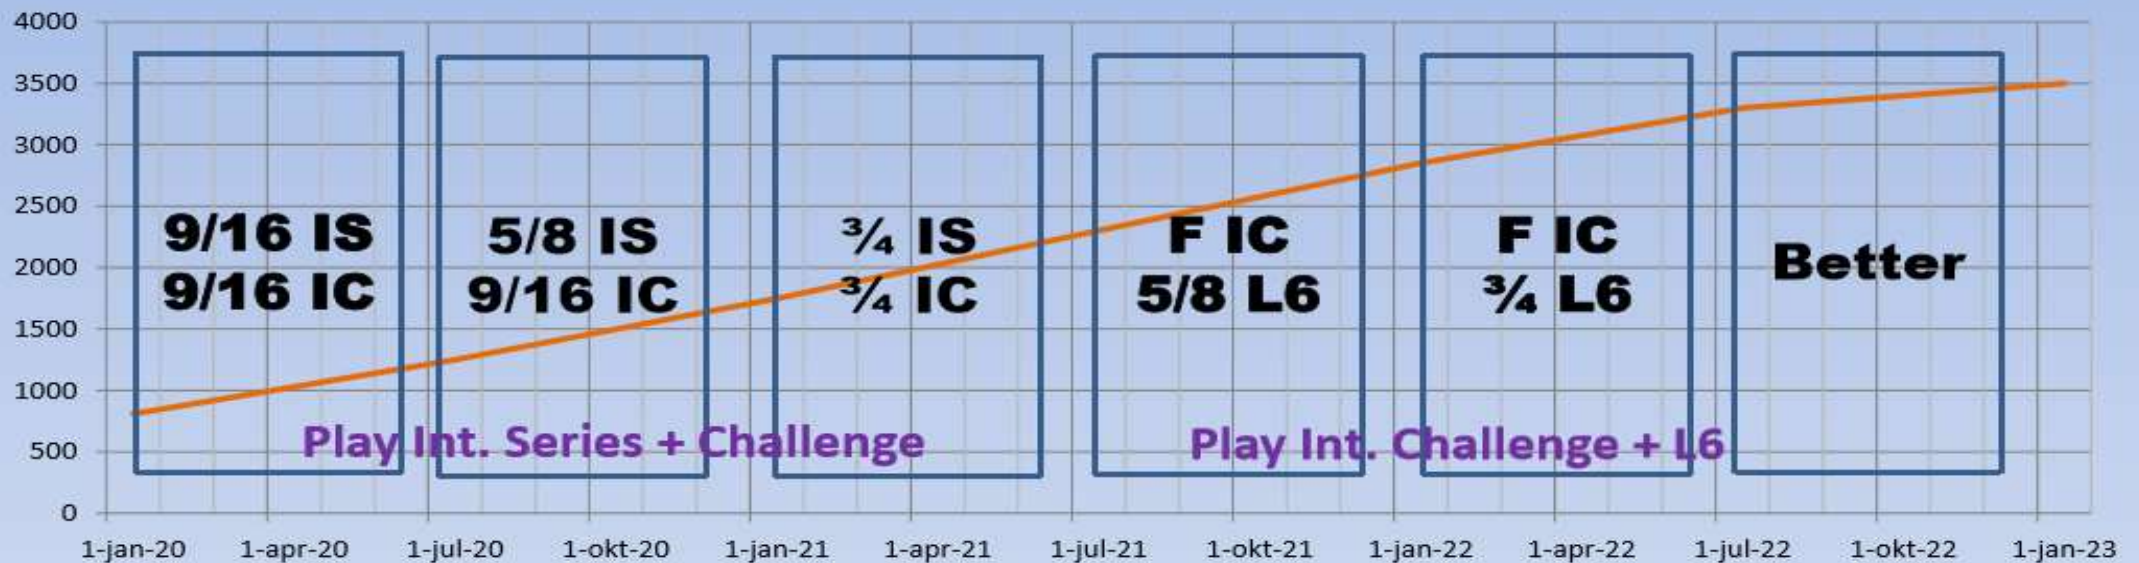 4000
3500
3000
2500
2000
1500
1000
500
0
9/16 IS
9/16 IC
5/8 IS
9/16 IC
¾ IS
¾ IC
F IC
5/8 L6
F IC
¾ L6
Better
Play Int. Series + Challenge
Play Int. Challenge + L6
1-jan-20 1-apr-20 1-jul-20 1-okt-20 1-jan-21 1-apr-21 1-jul-21 1-okt-21 1-jan-22 1-apr-22 1-jul-22 1-okt-22 1-jan-23